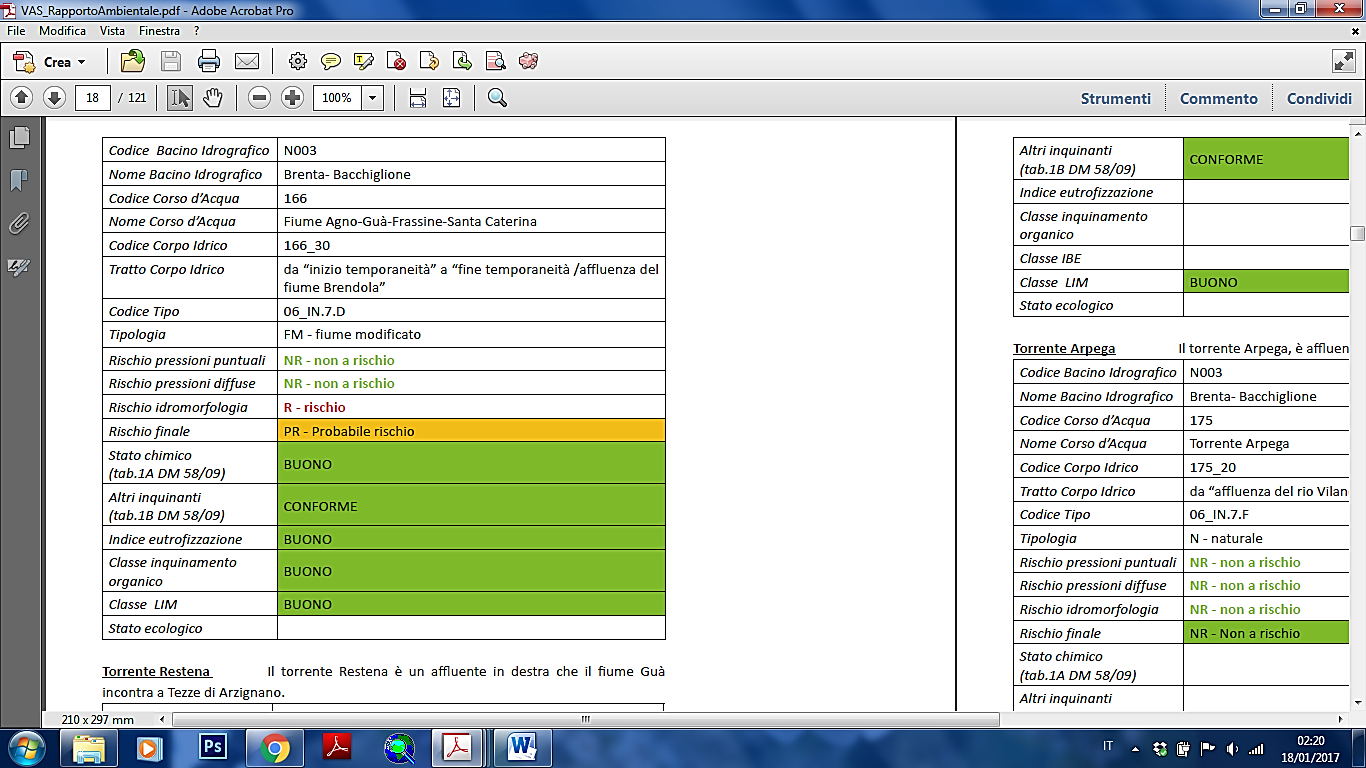 VAS_RapportoAmbientale.pdf - Adobe Acrobat Pro
File Modifica Vista Finestra ?
Crea
18 / 121 100% Strumenti Commento Condividi
Codice Bacino Idrografico N003
Nome Bacino Idrografico Brenta- Bacchiglione
Codice Corso d'Acqua 166
Nome Corso d'Acqua Fiume Agno-Guà-Frassine-Santa Caterina
Codice Corpo Idrico 166_30
Tratto Corpo Idrico da “inizio temporaneità” a “fine temporaneità /affluenza del
fiume Brendola”
Codice Tipo 06_IN.7.D
Tipologia FM - fiume modificato
Rischio pressioni puntuali NR - non a rischio
Rischio pressioni diffuse NR - non a rischio
Rischio idromorfologia R - rischio
Rischio finale PR - Probabile rischio
Stato chimico
(tab.1A DM 58/09) BUONO
Altri inquinanti
(tab.1B DM 58/09) CONFORME
Indice eutrofizzazione BUONO
Classe inquinamento
organico BUONO
Classe LIM BUONO
Stato ecologico
Torrente Restena Il torrente Restena è un affluente in destra che il fiume Guà
incontra a Tezze di Arzignano.
Altri inquinanti
(tab.1B DM 58/09) CONFORME
Indice eutrofizzazione
Classe inquinamento
organico
Classe IBE
Classe LIM BUONO
Stato ecologico
Torrente Arpega Il torrente Arpega, è affluen
Codice Bacino Idrografico N003
Nome Bacino Idrografico Brenta- Bacchiglione
Codice Corso d'Acqua 175
Nome Corso d'Acqua Torrente Arpega
Codice Corpo Idrico 175_20
Tratto Corpo Idrico da “affluenza del rio Vilan
Codice Tipo 06_IN.7.F
Tipologia N - naturale
Rischio pressioni puntuali NR - non a rischio
Rischio pressioni diffuse NR - non a rischio
Rischio idromorfologia NR - non a rischio
Rischio finale NR - Non a rischio
Stato chimico
(tab.1A DM 58/09)
Altri inquinanti
210 x 297 mm
Ps W IT 02:20
18/01/2017